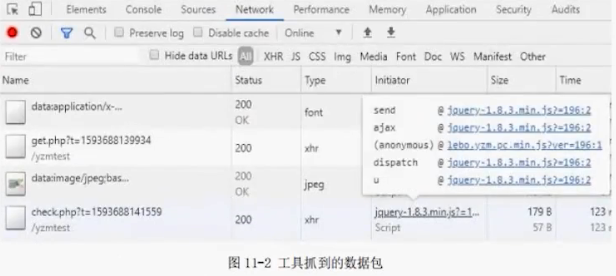 Elements Console Sources Network Performance Memory Application Security Audits
Preserve log Disable cache Online
Filter Hide data URLs All XHR JS CSS Img Media Font Doc WS Manifest Other
Name Status Type Initiator Size Time
data:application/x-... 200 font
OK
get.php?t=1593688139934 200 xhr
/yzmtest OK
data:image/jpeg;bas... 200 jpeg
OK
check.php?t=1593688141559 200 xhr jquery-1.8.3.min.js?=1... 179 B 123
/yzmtest Script 57 B 123
send @ jquery-1.8.3.min.js?=196:2
ajax @ jquery-1.8.3.min.js?=196:2
(anonymous) @ lebo.yzm.pc.min.js?ver=196:1
dispatch @ jquery-1.8.3.min.js?=196:2
u @ jquery-1.8.3.min.js?=196:2
图 11-2 工具抓到的数据包